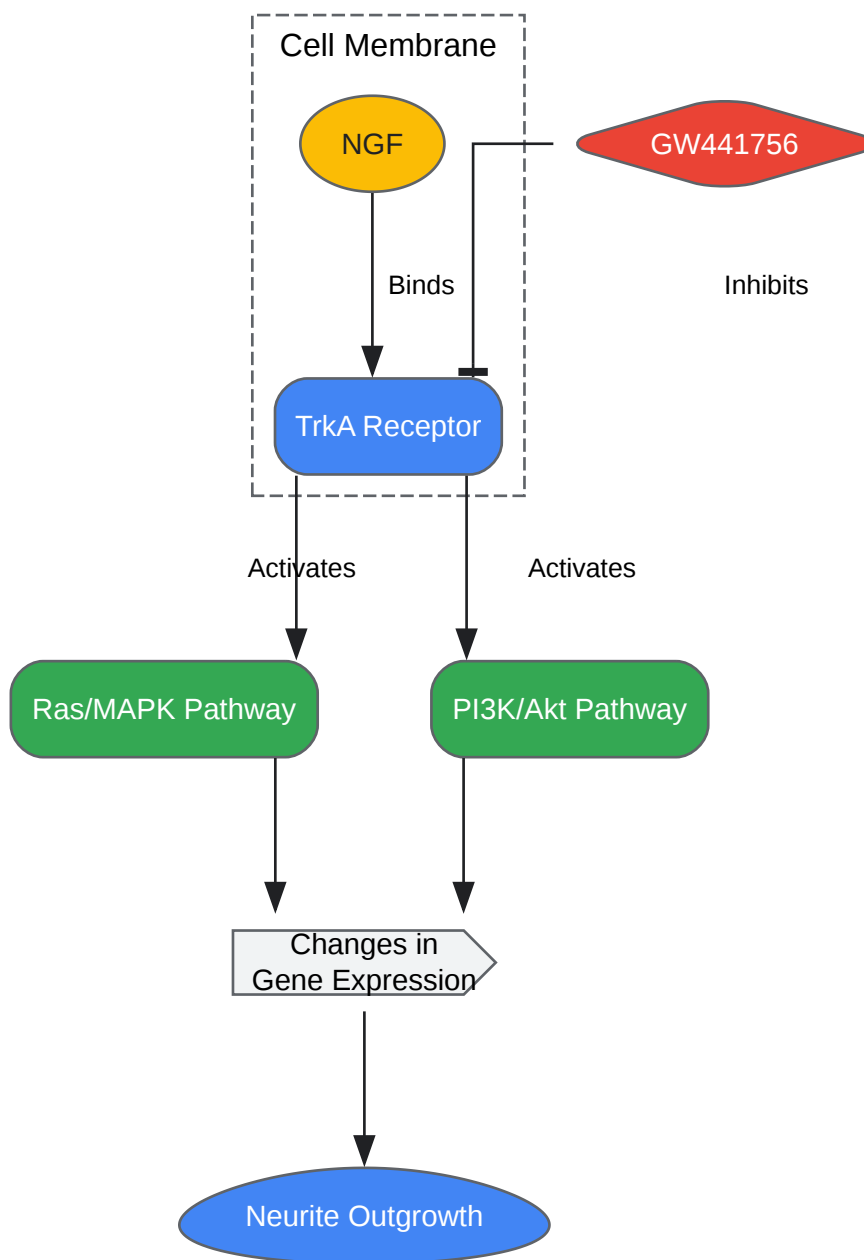 Cell Membrane
NGF
GW441756
Binds
Inhibits
TrkA Receptor
Activates
Activates
Ras/MAPK Pathway
PI3K/Akt Pathway
Changes in
Gene Expression
Neurite Outgrowth